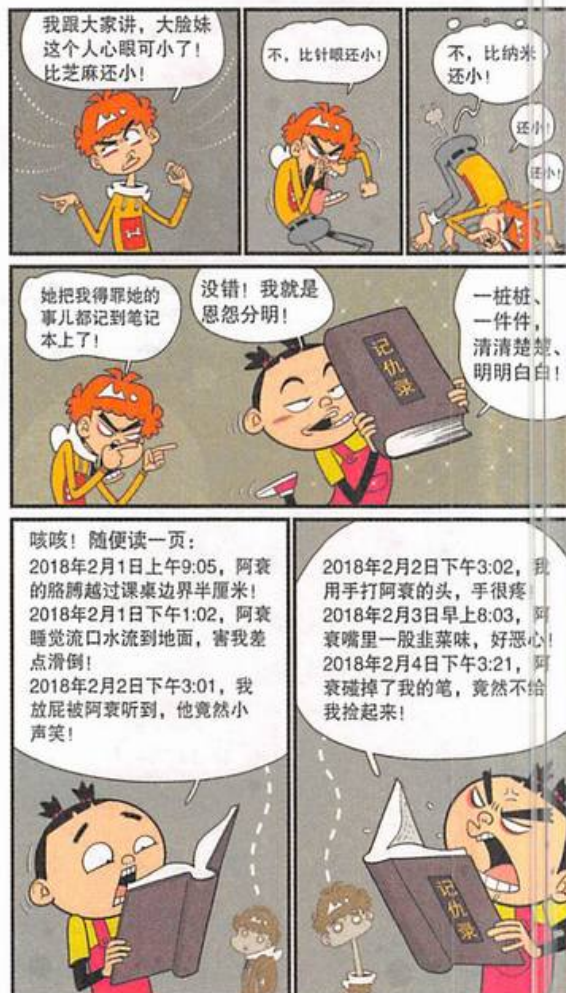 我跟大家讲，大脸妹
这个人心眼可小了！
比芝麻还小！
不，比针眼还小！
不，比纳米
还小！
还小！
还小！
她把我得罪她的
事儿都记到笔记
本上了！
没错！我就是
恩怨分明！
记仇录
一桩桩、
一件件，
清清楚楚、
明明白白！
咳咳！随便读一页：
2018年2月1日上午9:05，阿衰
的胳膊越过课桌边界半厘米！
2018年2月1日下午1:02，阿衰
睡觉流口水流到地面，害我差
点滑倒！
2018年2月2日下午3:01，我
放屁被阿衰听到，他竟然小
声笑！
2018年2月2日下午3:02，我
用手打阿衰的头，手很疼！
2018年2月3日早上8:03，阿
衰嘴里一股韭菜味，好恶心！
2018年2月4日下午3:21，阿
衰碰掉了我的笔，竟然不给
我捡起来！
记仇录